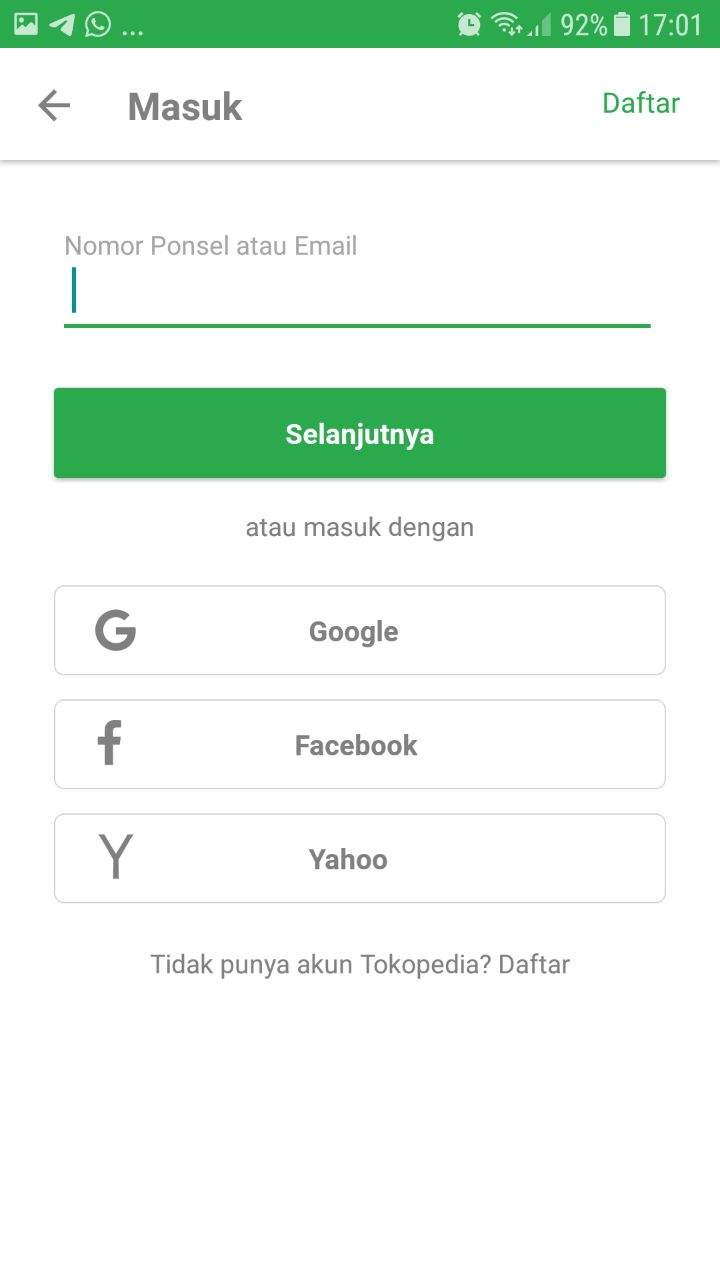 ... 92% 17:01
Masuk Daftar
Nomor Ponsel atau Email
Selanjutnya
atau masuk dengan
Google
Facebook
Yahoo
Tidak punya akun Tokopedia? Daftar